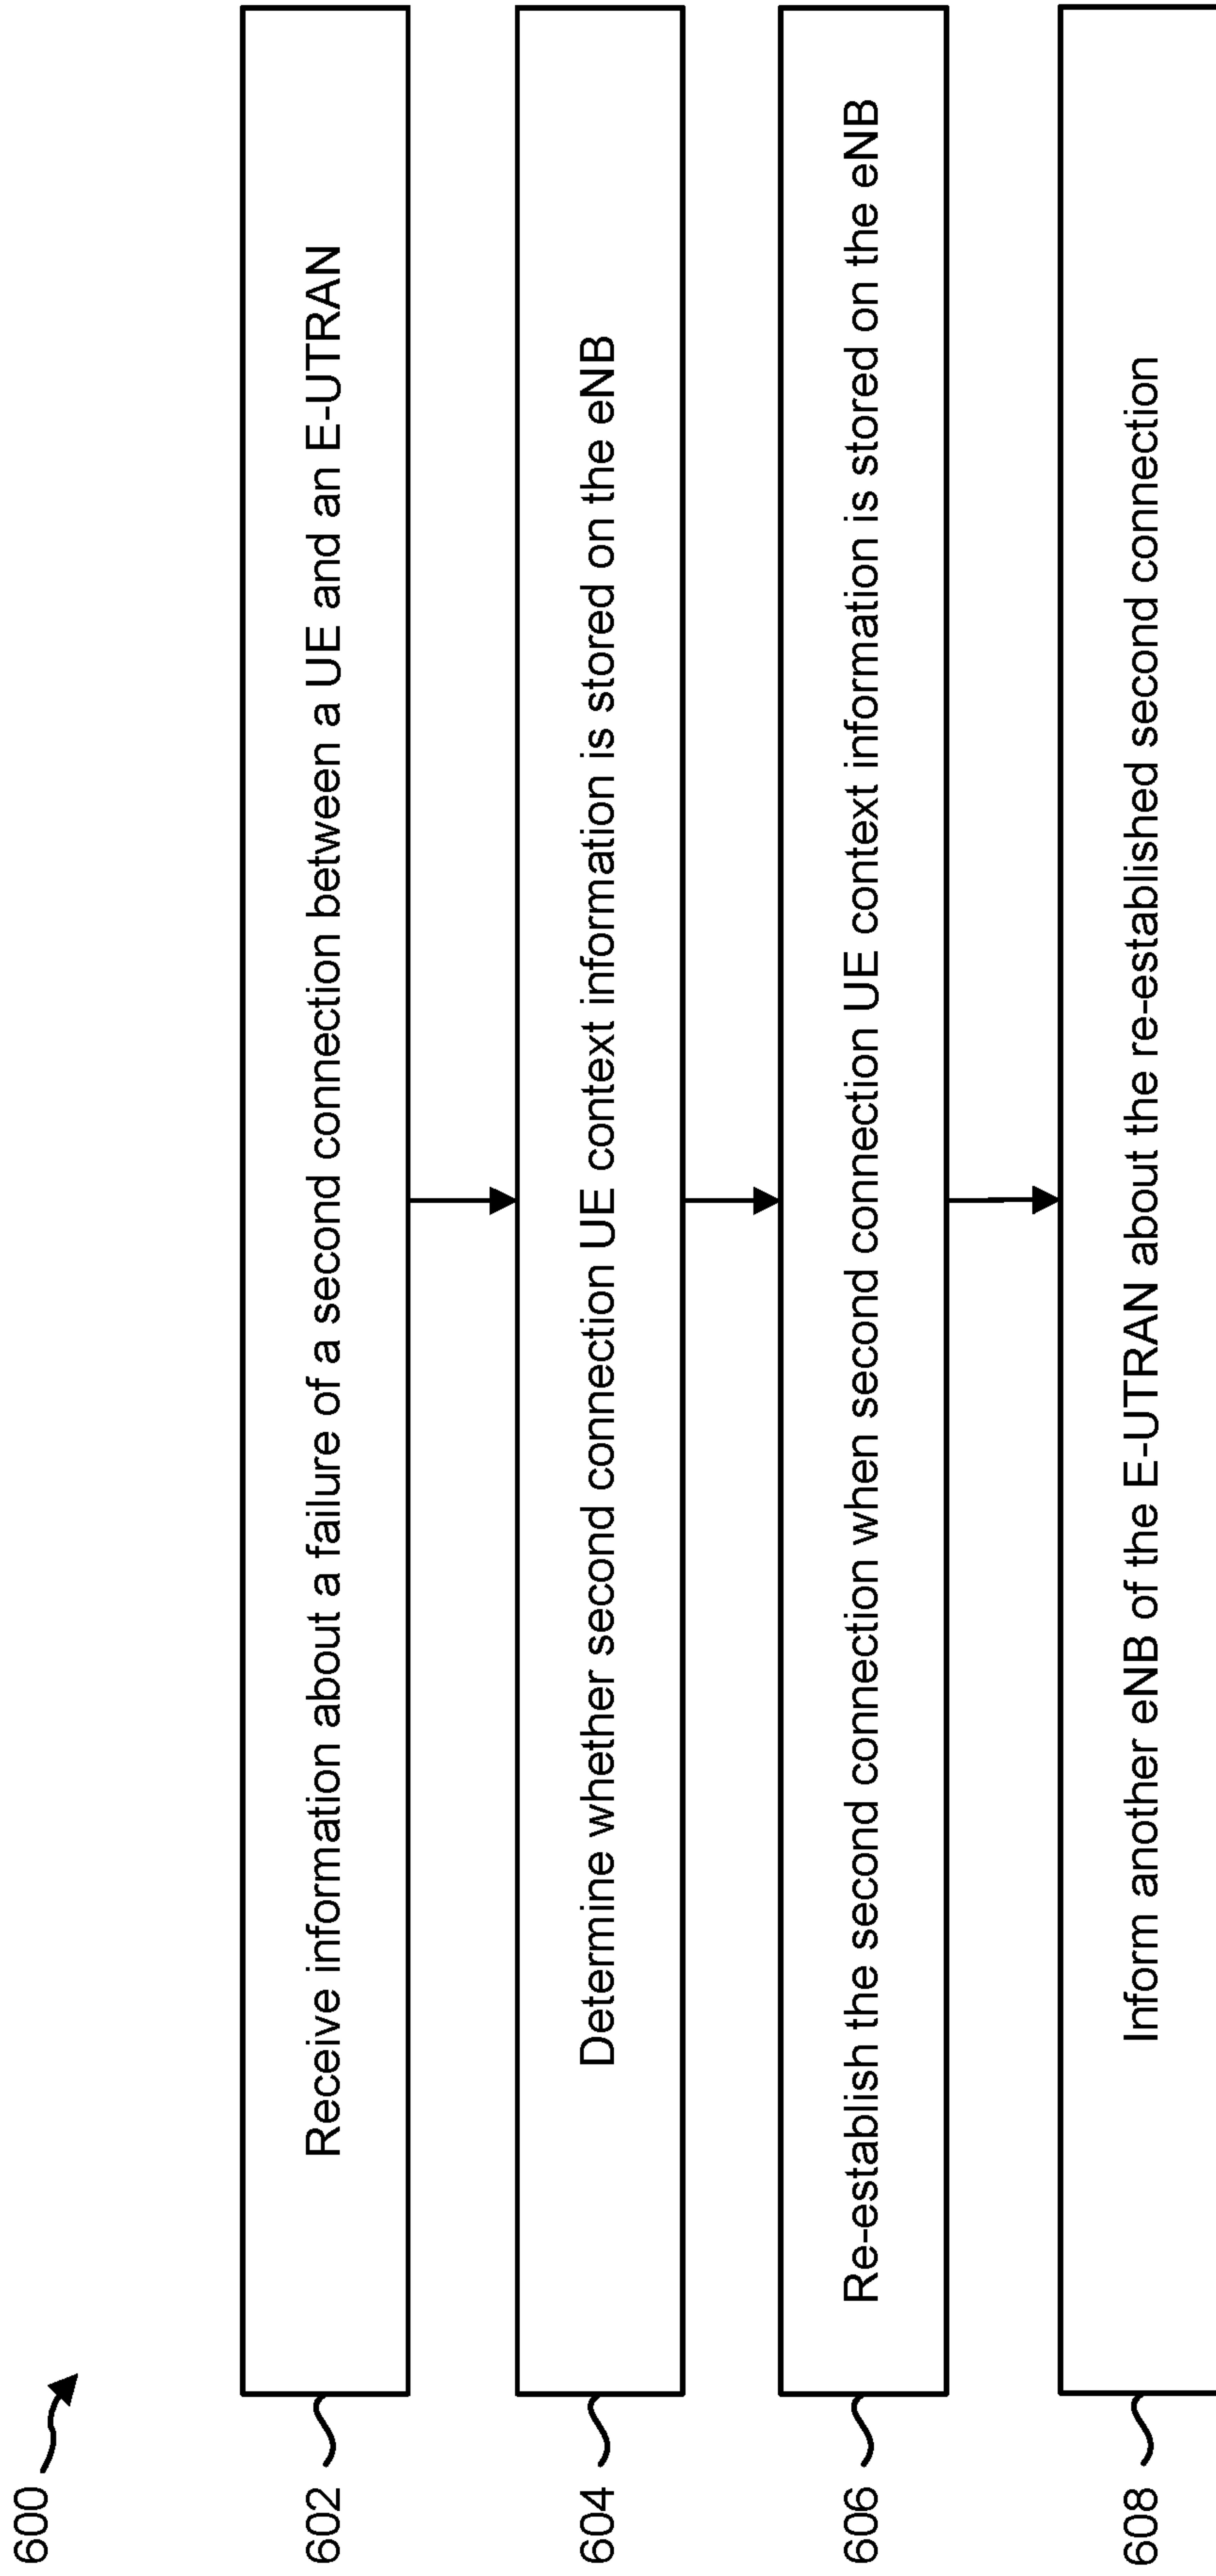 600
602
Receive information about a failure of a second connection between a UE and an E-UTRAN
604
Determine whether second connection UE context information is stored on the eNB
606
Re-establish the second connection when second connection UE context information is stored on the eNB
608
Inform another eNB of the E-UTRAN about the re-established second connection